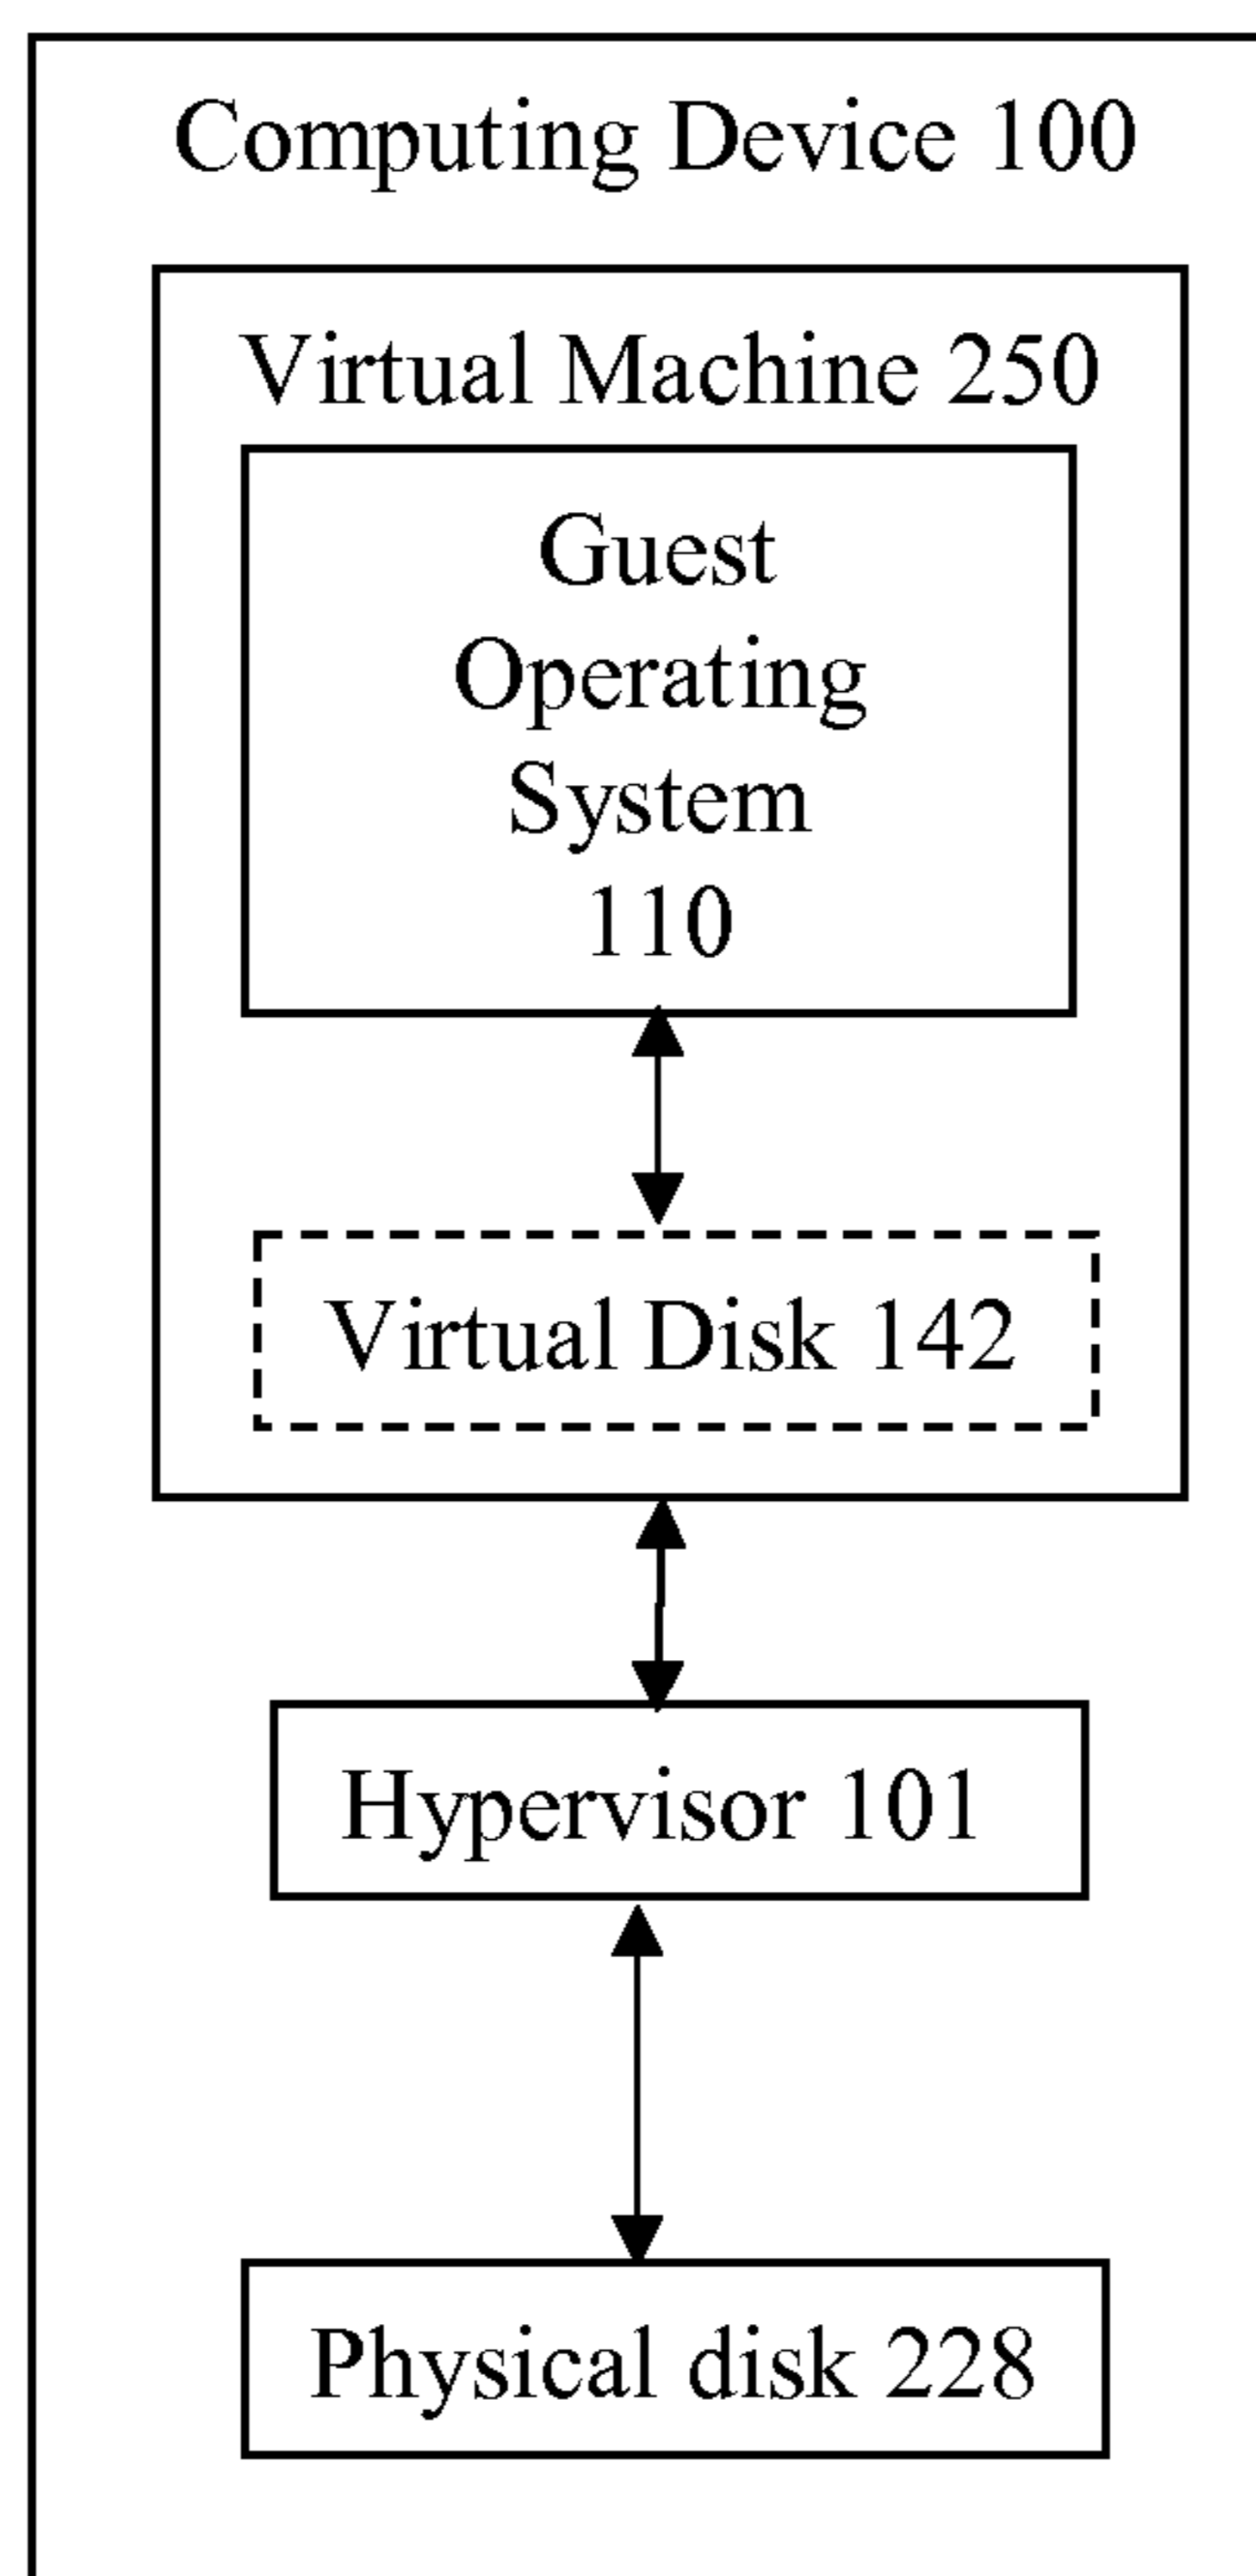 Computing Device 100
Virtual Machine 250
Guest
Operating
System
110
Virtual Disk 142
Hypervisor 101
Physical disk 228